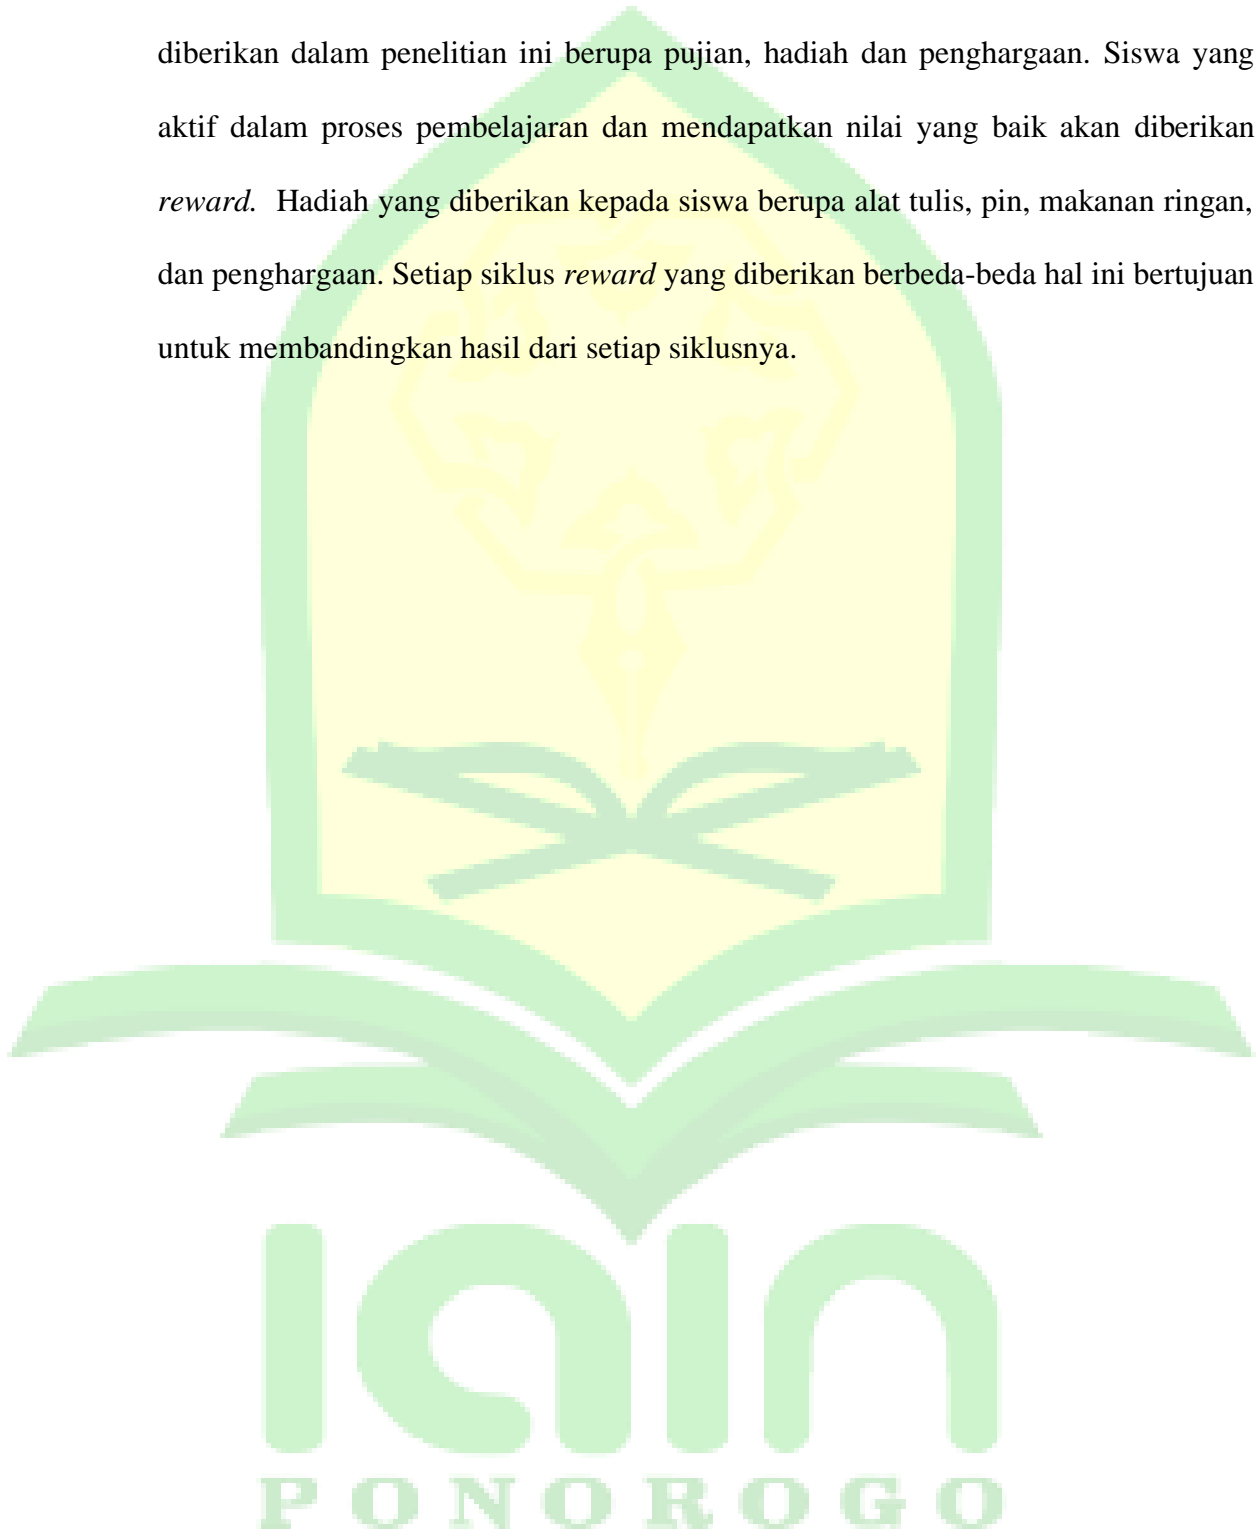 diberikan dalam penelitian ini berupa pujian, hadiah dan penghargaan. Siswa yang
aktif dalam proses pembelajaran dan mendapatkan nilai yang baik akan diberikan
reward. Hadiah yang diberikan kepada siswa berupa alat tulis, pin, makanan ringan,
dan penghargaan. Setiap siklus reward yang diberikan berbeda-beda hal ini bertujuan
untuk membandingkan hasil dari setiap siklusnya.
iain
PONOROGO